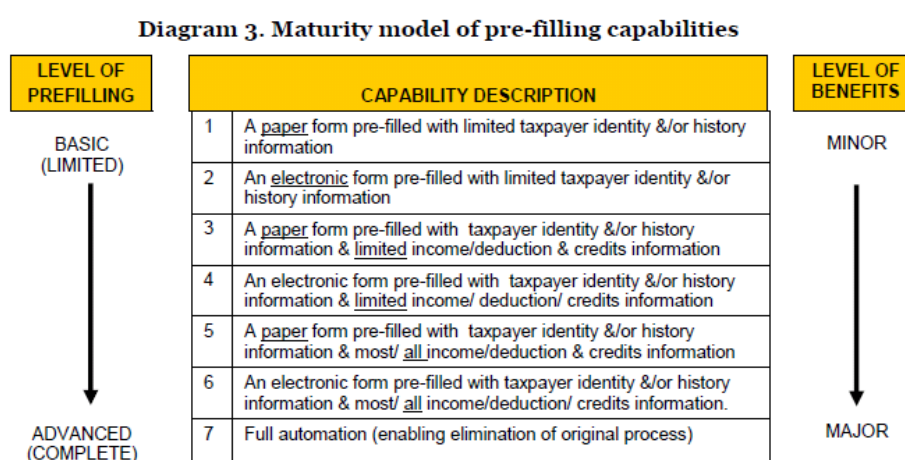 Diagram 3. Maturity model of pre-filling capabilities
LEVEL OF
PREFILLING
CAPABILITY DESCRIPTION
LEVEL OF
BENEFITS
BASIC
(LIMITED)
MINOR
1 A paper form pre-filled with limited taxpayer identity &/or history
information
2 An electronic form pre-filled with limited taxpayer identity &/or
history information
3 A paper form pre-filled with taxpayer identity &/or history
information & limited income/deduction & credits information
4 An electronic form pre-filled with taxpayer identity &/or history
information & limited income/ deduction/ credits information
5 A paper form pre-filled with taxpayer identity &/or history
information & most/ all income/deduction & credits information
6 An electronic form pre-filled with taxpayer identity &/or history
information & most/ all income/deduction/ credits information.
7 Full automation (enabling elimination of original process)
ADVANCED
(COMPLETE)
MAJOR